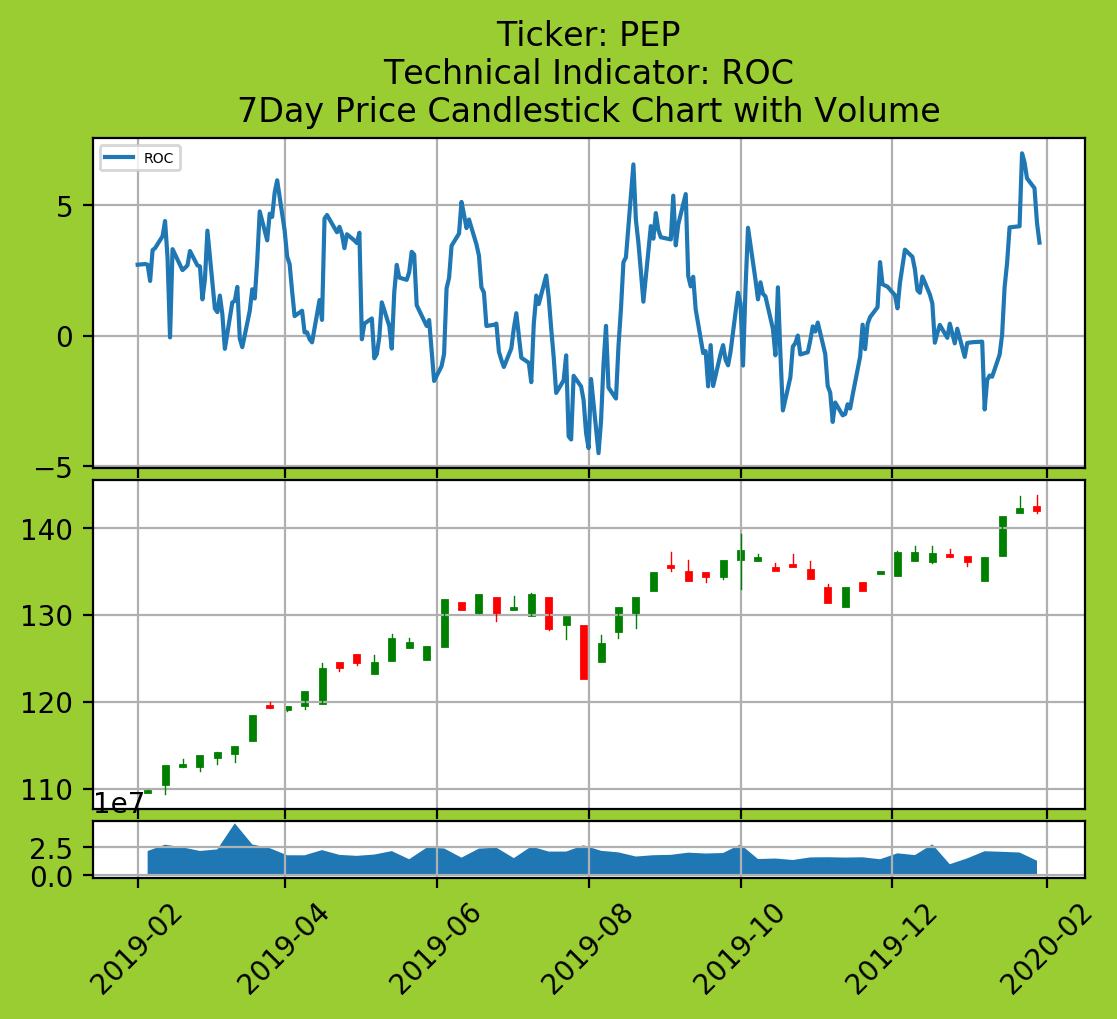 Ticker: PEP
Technical Indicator: ROC
7Day Price Candlestick Chart with Volume
ROC
5
0
−5
140
130
120
110
1e7
2.5
0.0
2019-02 2019-04 2019-06 2019-08 2019-10 2019-12 2020-02